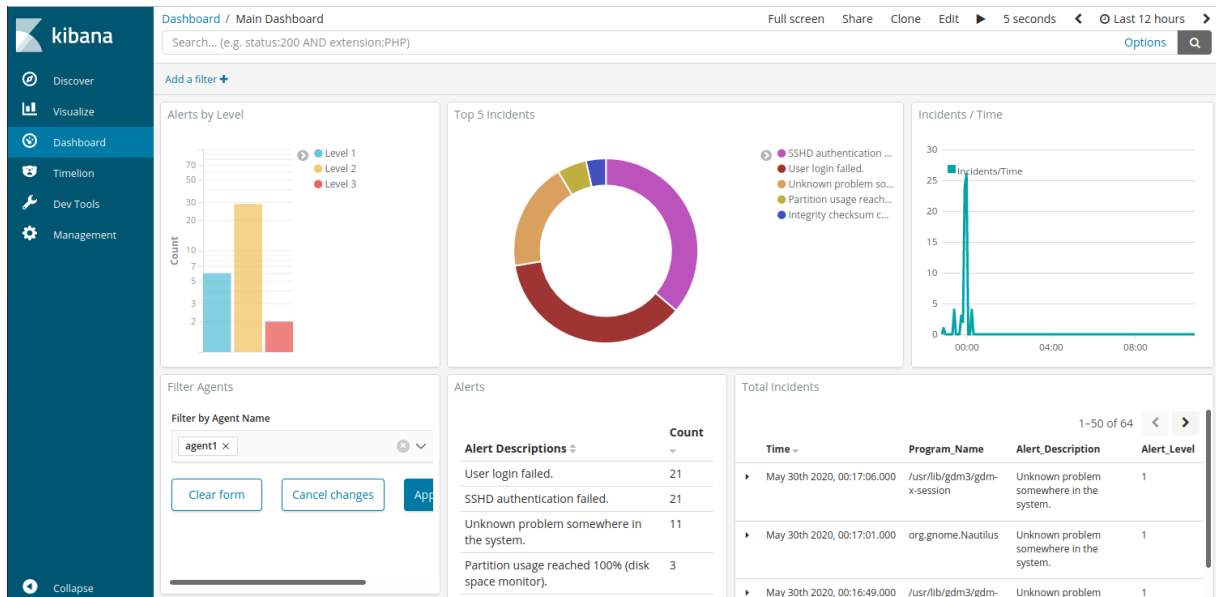 kibana
Discover
Visualize
Dashboard
Timelion
Dev Tools
Management
Collapse
Dashboard / Main Dashboard
Full screen Share Clone Edit 5 seconds Last 12 hours
Search... (e.g. status:200 AND extension:PHP)
Options
Add a filter
Alerts by Level
Count
70
50
30
20
10
7
5
3
2
Level 1
Level 2
Level 3
Top 5 Incidents
SSHD authentication ...
User login failed.
Unknown problem so...
Partition usage reach...
Integrity checksum c...
Incidents / Time
Incidents/Time
30
25
20
15
10
5
0
00:00 04:00 08:00
Filter Agents
Filter by Agent Name
agent1 ×
Clear form Cancel changes App
Alerts
Alert Descriptions Count
User login failed. 21
SSHD authentication failed. 21
Unknown problem somewhere in 11
the system.
Partition usage reached 100% (disk 3
space monitor).
Total Incidents
1–50 of 64
Time Program_Name Alert_Description Alert_Level
May 30th 2020, 00:17:06.000 /usr/lib/gdm3/gdm- Unknown problem 1
x-session somewhere in the
system.
May 30th 2020, 00:17:01.000 org.gnome.Nautilus Unknown problem 1
somewhere in the
system.
May 30th 2020, 00:16:49.000 /usr/lib/gdm3/gdm- Unknown problem 1